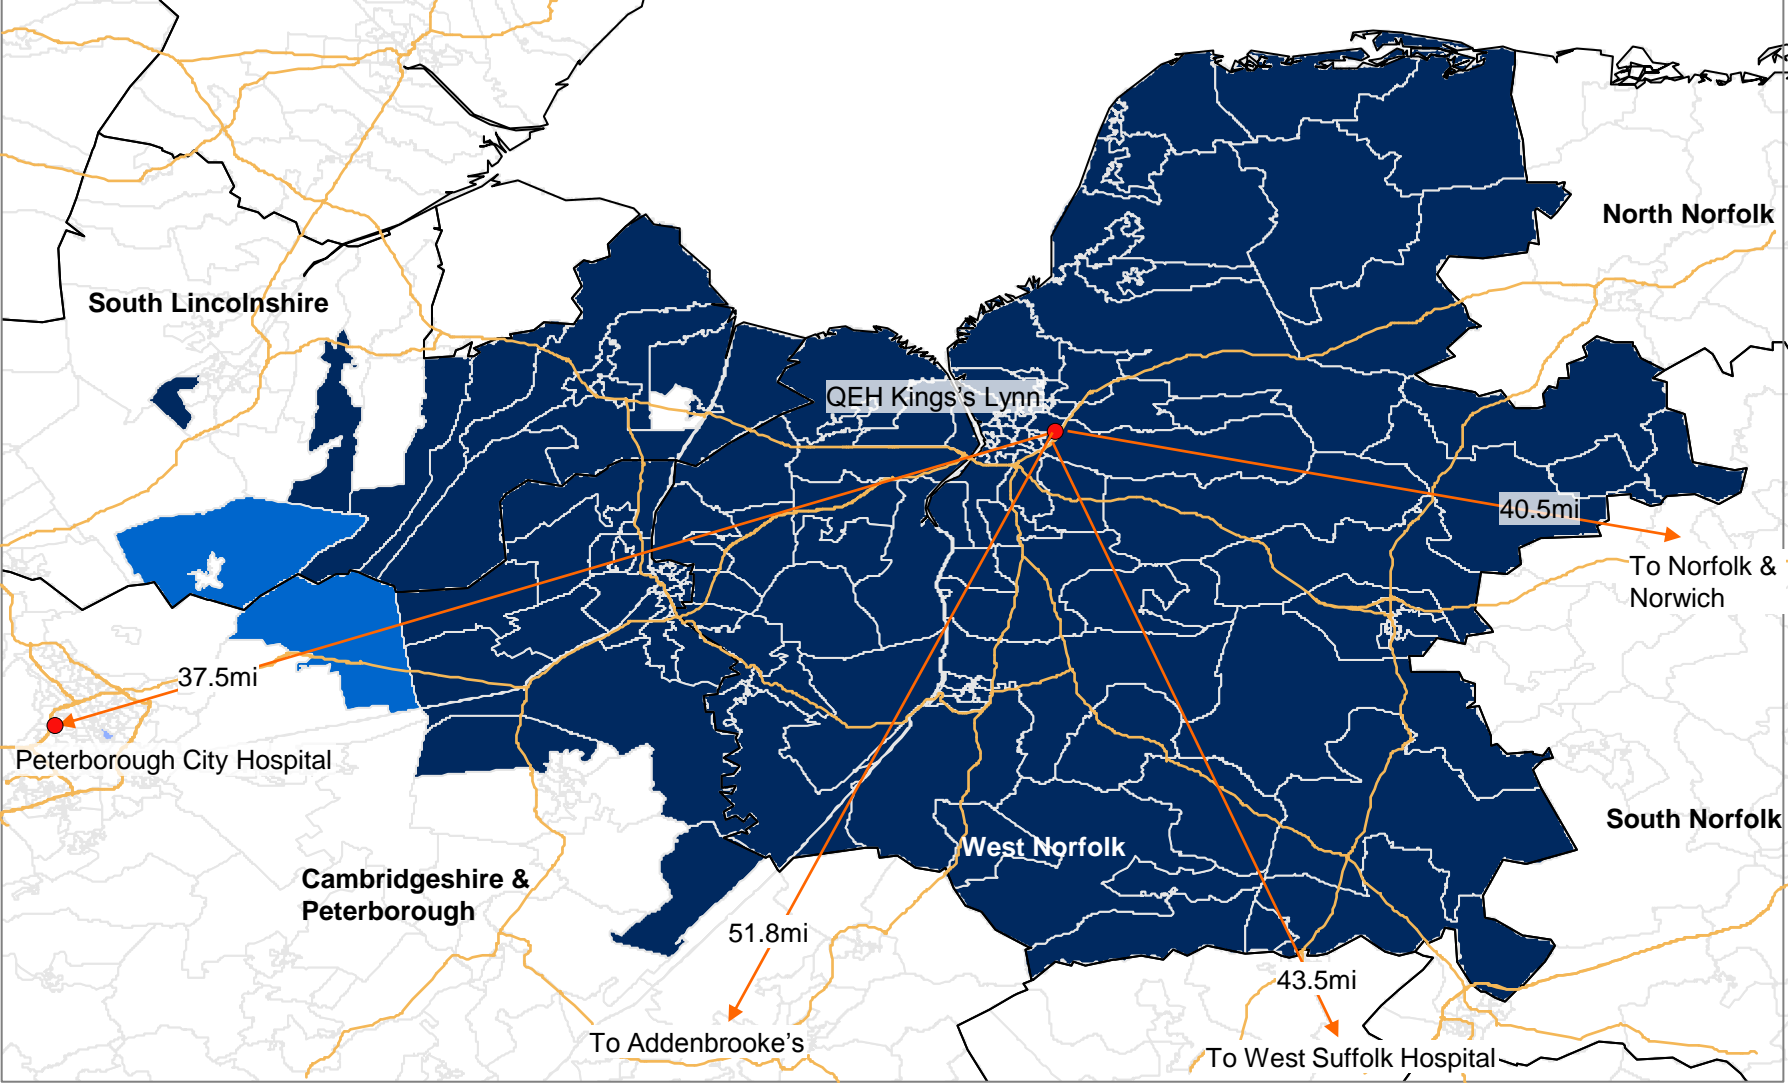 North Norfolk
South Lincolnshire
QEH Kings's Lynn
40.5mi
To Norfolk &
Norwich
37.5mi
Peterborough City Hospital
South Norfolk
West Norfolk
Cambridgeshire &
Peterborough
51.8mi
43.5mi
To Addenbrooke's
To West Suffolk Hospital